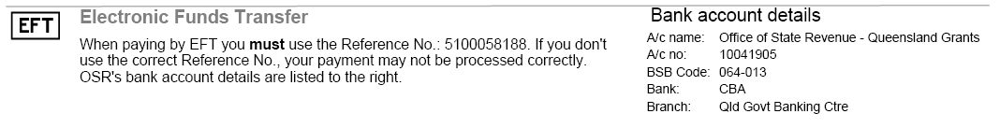 EFT
Electronic Funds Transfer
When paying by EFT you must use the Reference No.: 5100058188. If you don't
use the correct Reference No., your payment may not be processed correctly.
OSR's bank account details are listed to the right.
Bank account details
A/c name: Office of State Revenue - Queensland Grants
A/c no: 10041905
BSB Code: 064-013
Bank: CBA
Branch: Qld Govt Banking Ctre